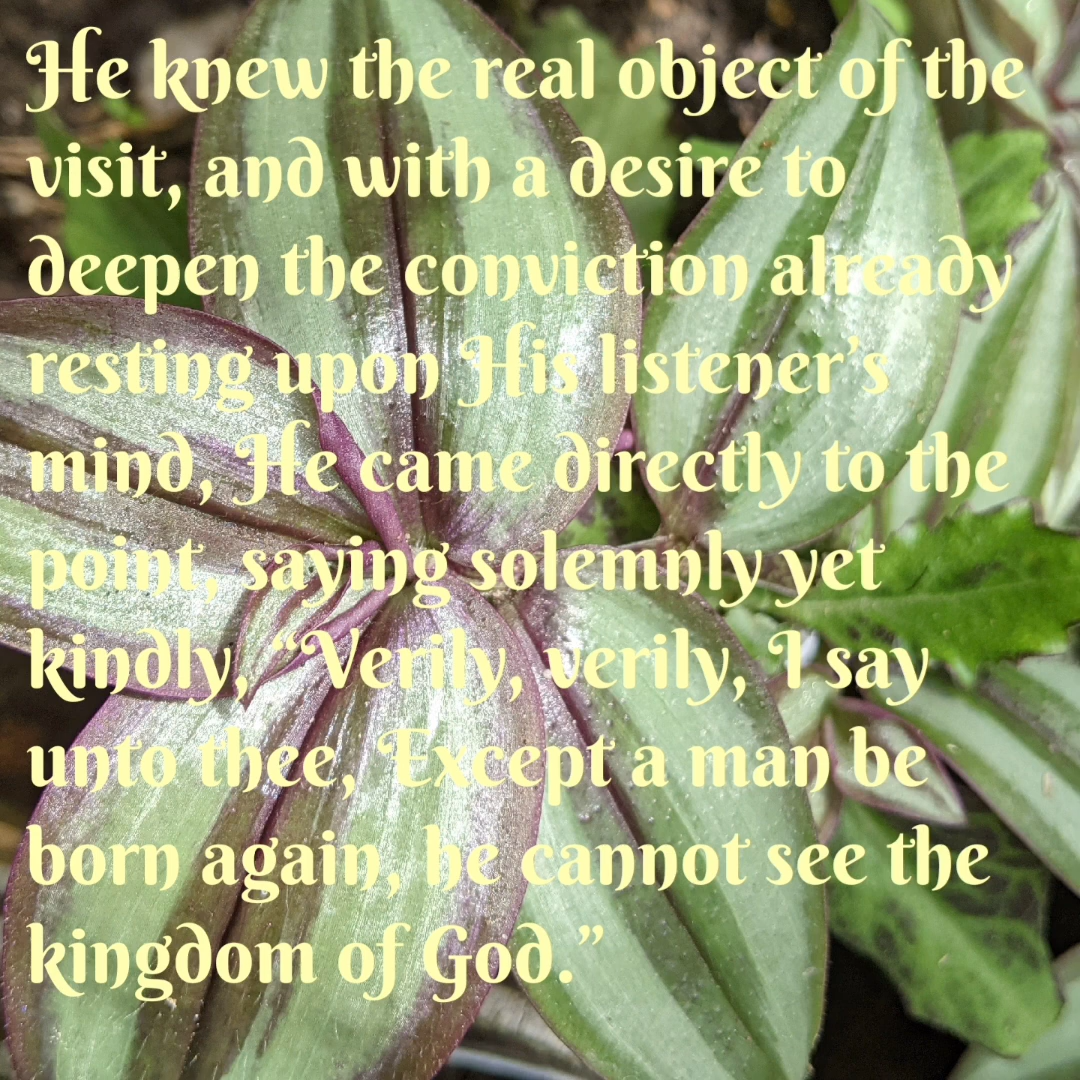 He knew the real object of the
visit, and with a desire to
deepen the conviction already
resting upon His listener’s
mind, He came directly to the
point, saying solemnly yet
kindly, “Verily, verily, I say
unto thee, Except a man be
born again, he cannot see the
kingdom of God.”